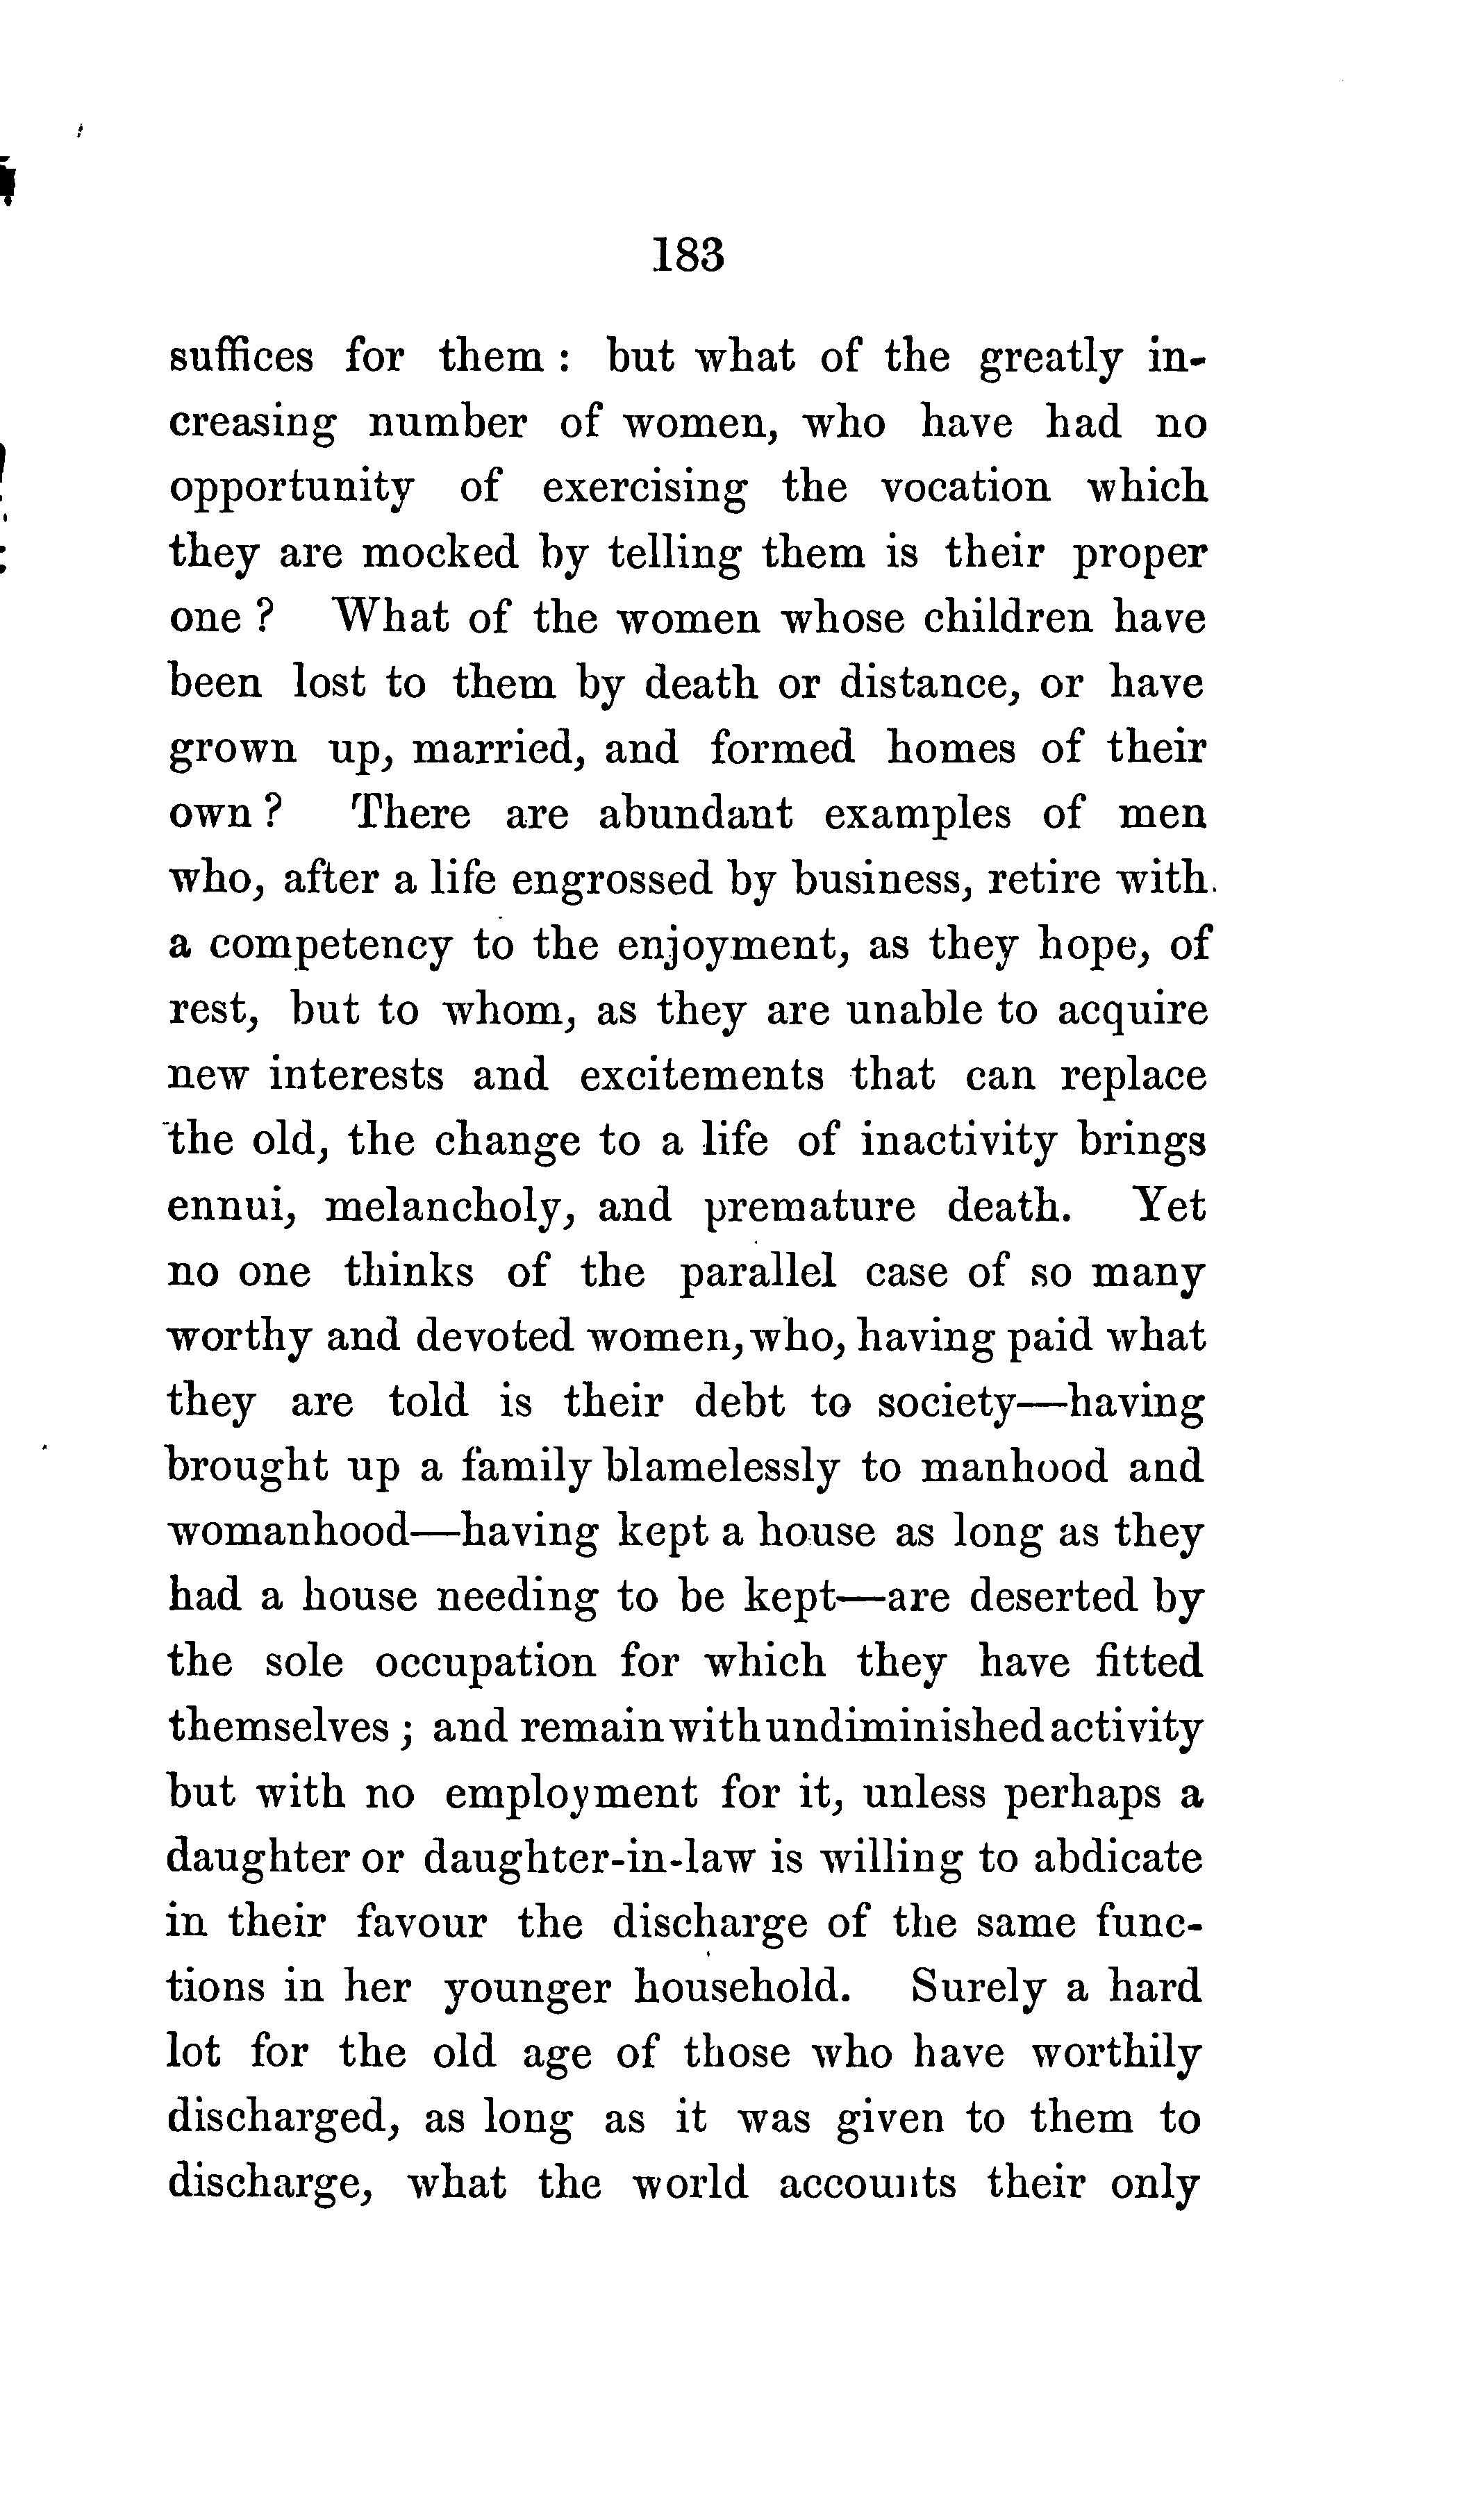 183
suffices for them : but what of the greatly in-
creasing number of women, who have had no
opportunity of exercising the vocation which
they are mocked by telling them is their proper
one ? What of the women whose children have
been lost to them by death or distance, or have
grown up, married, and formed homes of their
own ? There are abundant examples of men
who, after a life engrossed by business, retire with
a competency to the enjoyment, as they hope, of
rest, but to whom, as they are unable to acquire
new interests and excitements that can replace
the old, the change to a life of inactivity brings
ennui, melancholy, and premature death. Yet
no one thinks of the parallel case of so many
worthy and devoted women, who, having paid what
they are told is their debt to society—having
brought up a family blamelessly to manhood and
womanhood—having kept a house as long as they
had a house needing to be kept—are deserted by
the sole occupation for which they have fitted
themselves ; and remain with undiminished activity
but with no employment for it, unless perhaps a
daughter or daughter-in-law is willing to abdicate
in their favour the discharge of the same func-
tions in her younger household. Surely a hard
lot for the old age of those who have worthily
discharged, as long as it was given to them to
discharge, what the world accounts their only